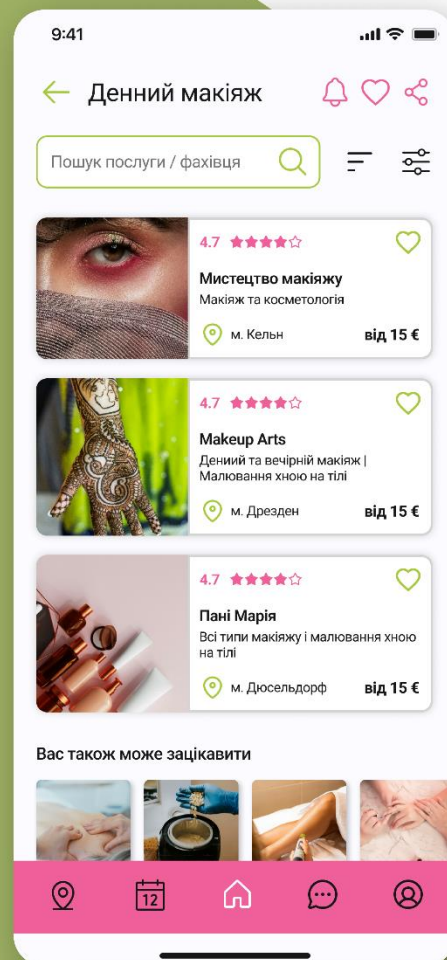 9:41
Денний макіяж
Пошук послуги / фахівця
4.7
Мистецтво макіяжу
Макіяж та косметологія
м. Кельн від 15 €
4.7
Makeup Arts
Денний та вечірній макіяж |
Малювання хною на тілі
м. Дрезден від 15 €
4.7
Пані Марія
Всі типи макіяжу і малювання хною
на тілі
м. Дюсельдорф від 15 €
Вас також може зацікавити
12